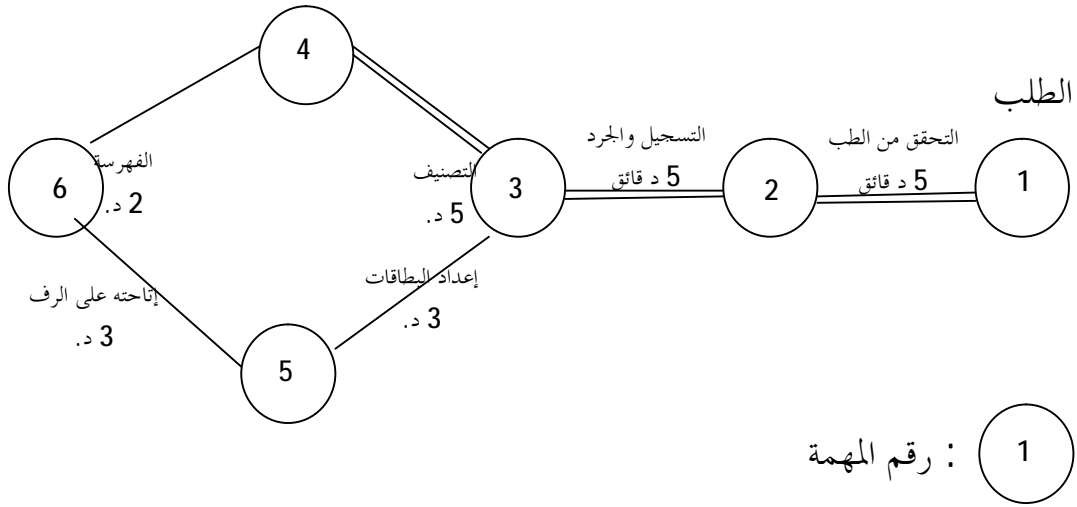 4
الطلب
التسجيل والجرد
التحقق من الطب
5 د قائق
5 د قائق
1
2
3
التصنيف
5 د.
الفهرسة
2 د.
6
إعداد البطاقات
3 د.
إتاحته على الرف
3 د.
5
1 : رقم المهمة